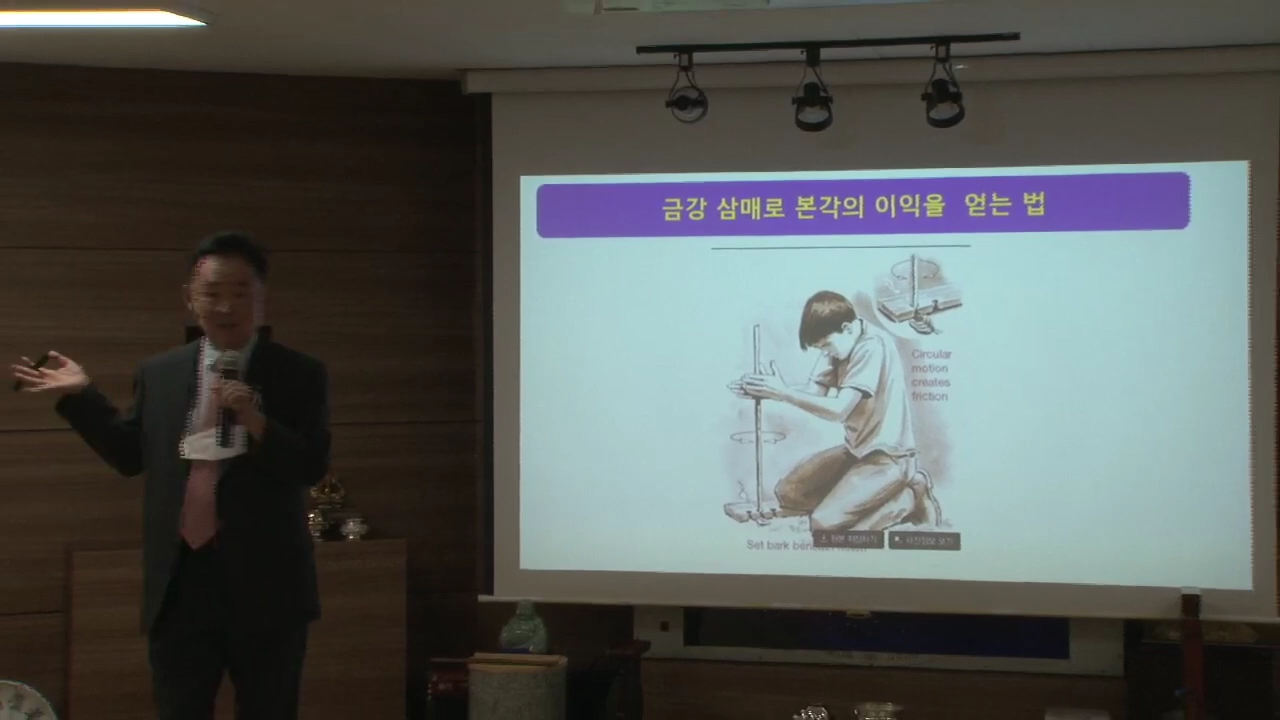 금강 삼매로 본각의 이익을 얻는 법
Circular
motion
creates
friction
Set bark